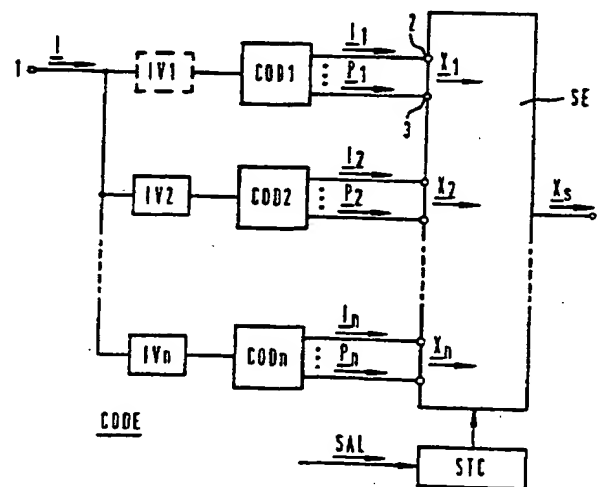 1 I IV1 COD1 I1 2 X1 SE
P1 3
IV2 COD2 I2 X2 Xs
P2
IVn CODn In Xn
Pn
CODE
SAL STC